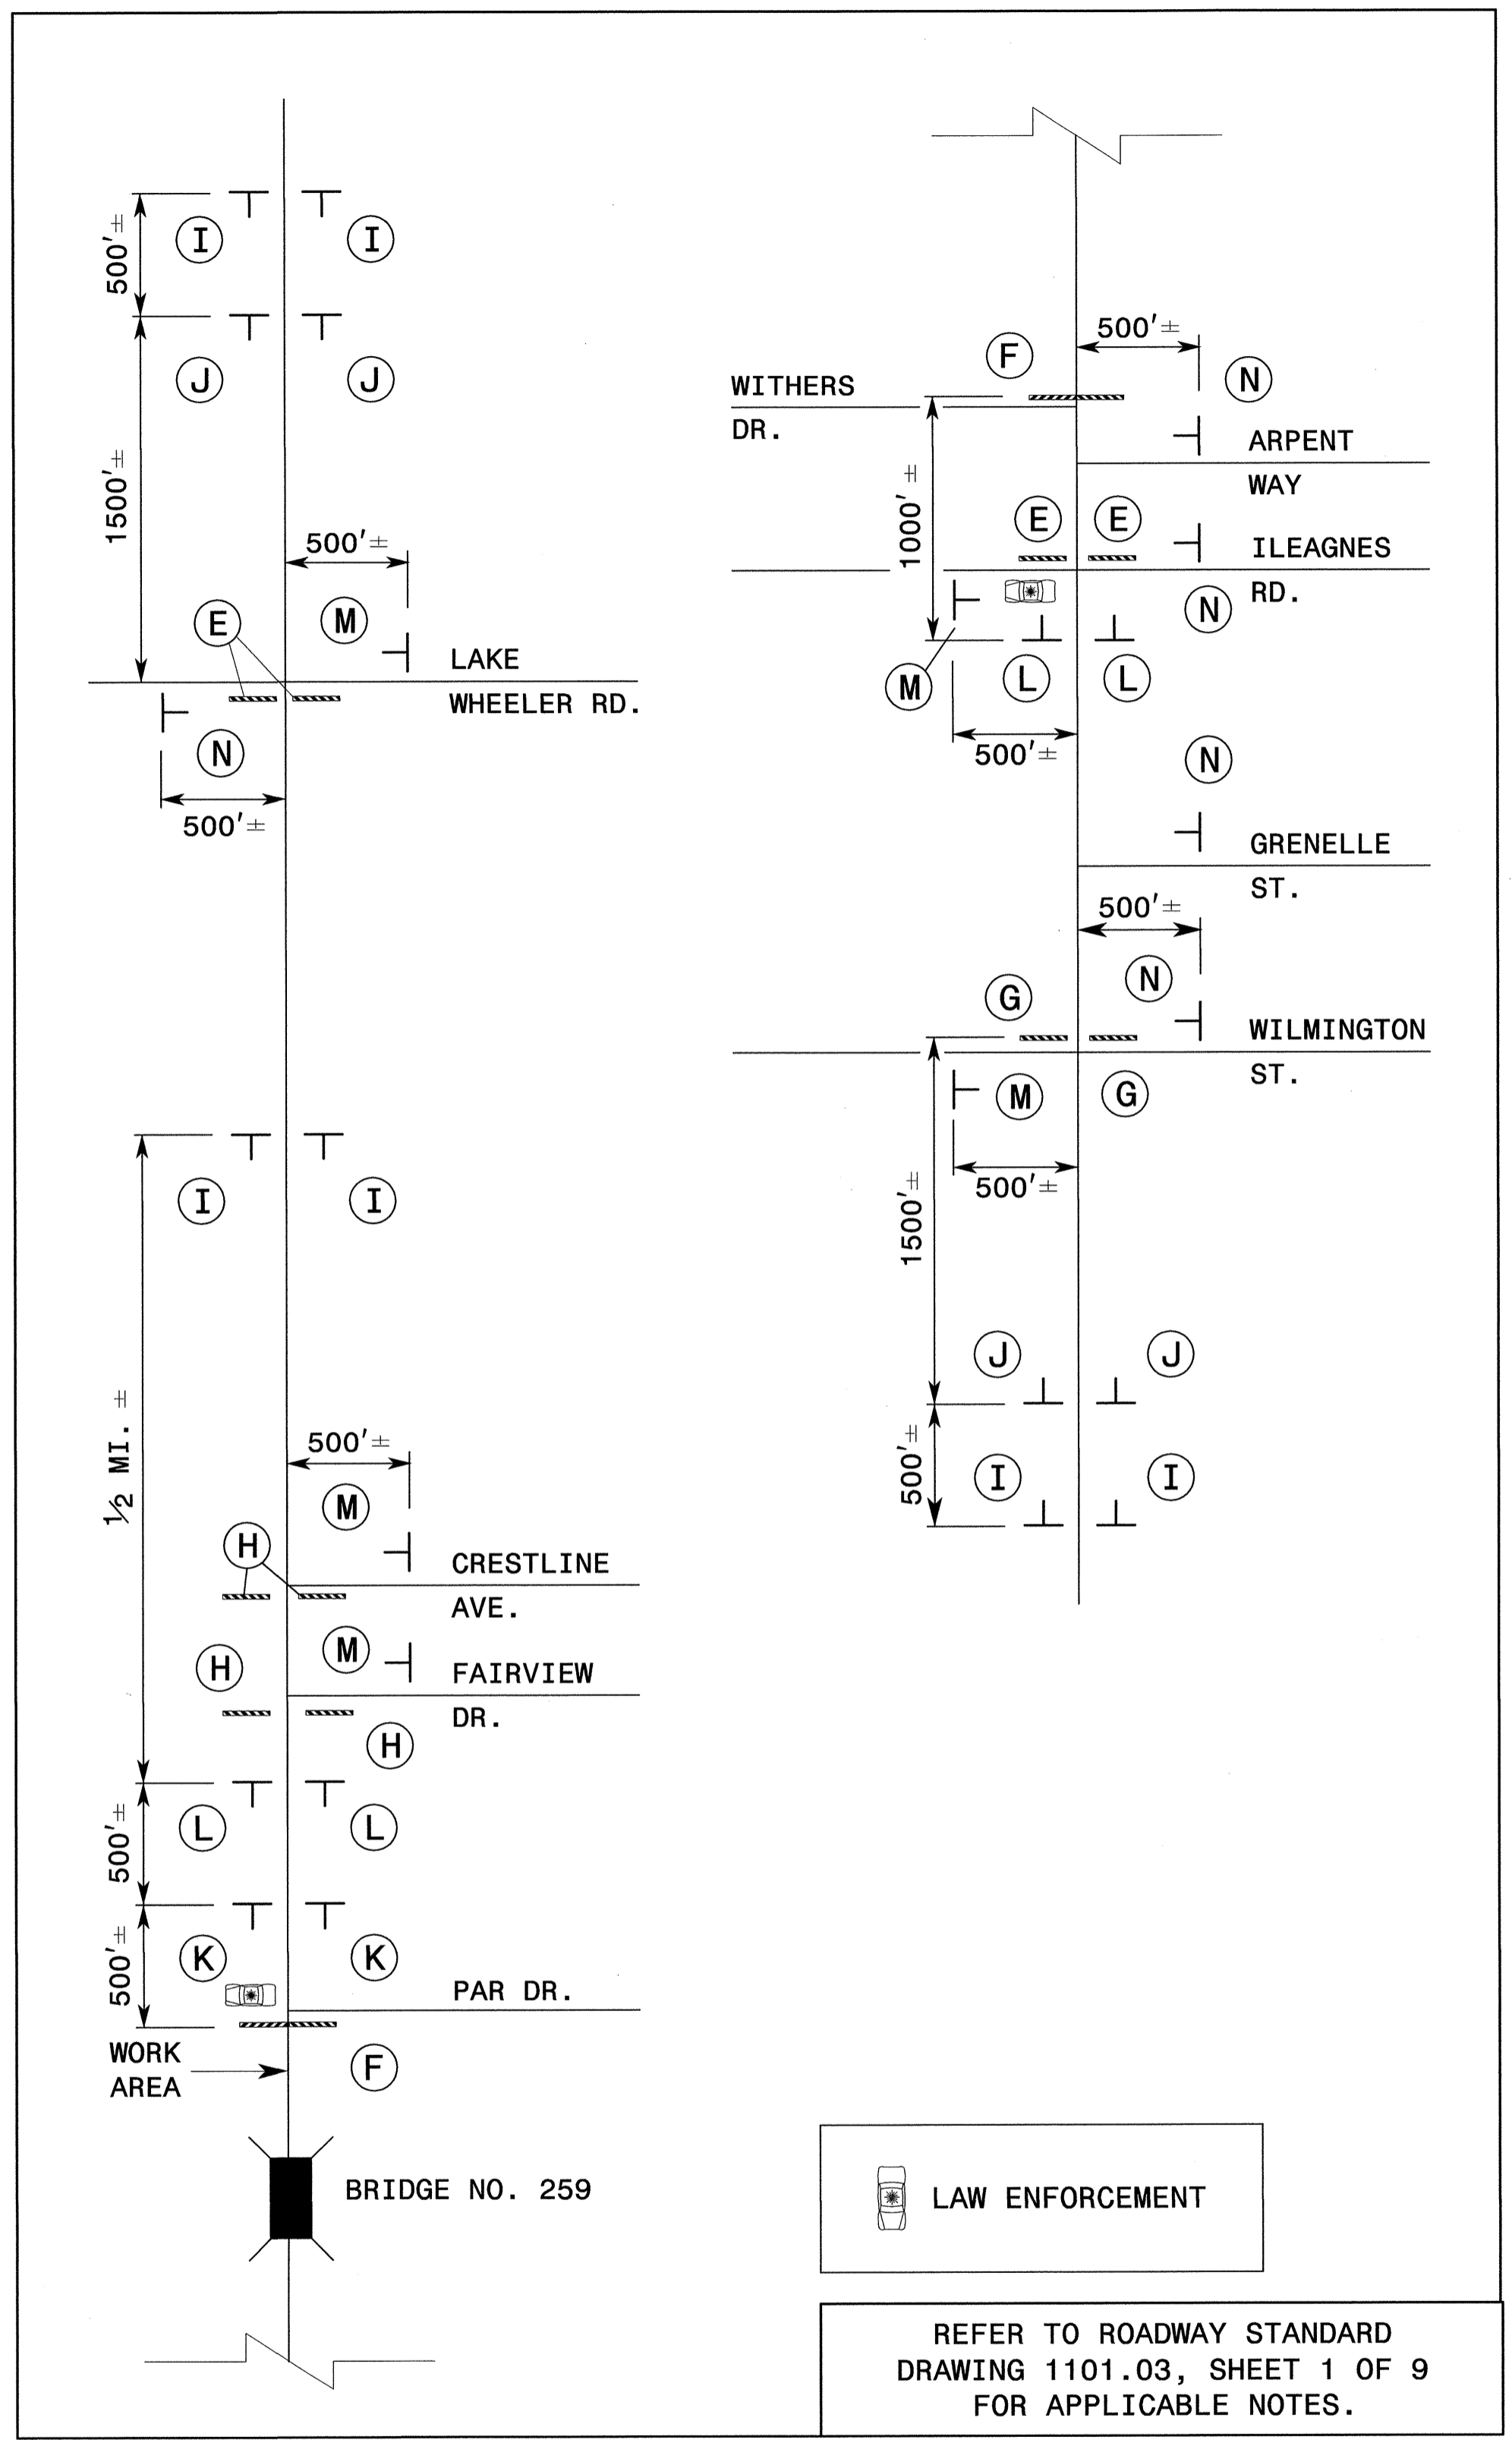 500'±
I
I
J
J
1500'±
500'±
E
M
LAKE
WHEELER RD.
N
500'±
I
I
1/2 MI. ±
500'±
M
H
CRESTLINE
AVE.
M
H
FAIRVIEW
DR.
H
L
L
500'±
K
K
500'±
PAR DR.
WORK
AREA
F
BRIDGE NO. 259
500'±
F
N
WITHERS
DR.
ARPENT
WAY
1000' ±
E
E
ILEAGNES
RD.
N
M
L
L
500'±
N
GRENELLE
ST.
500'±
N
G
WILMINGTON
ST.
M
G
500'±
1500'±
J
J
500'±
I
I
LAW ENFORCEMENT
REFER TO ROADWAY STANDARD
DRAWING 1101.03, SHEET 1 OF 9
FOR APPLICABLE NOTES.